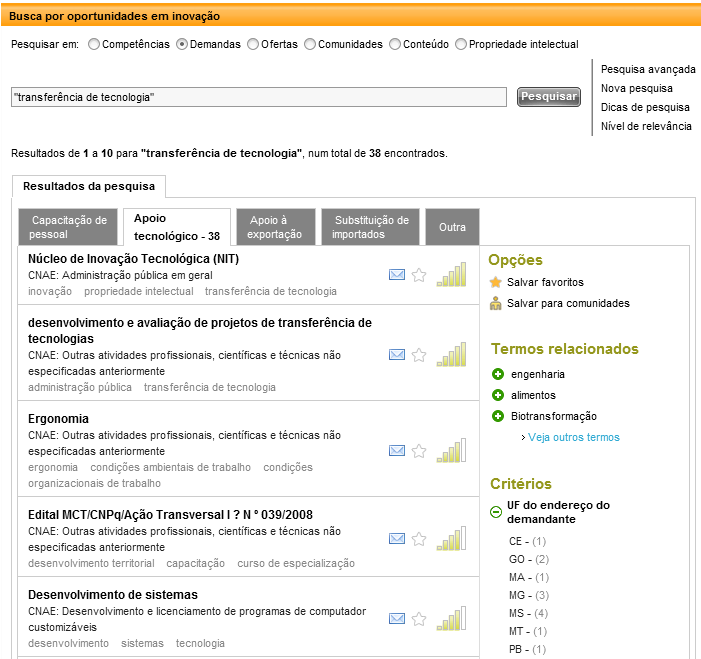 Busca por oportunidades em inovação
Pesquisar em: Competências Demandas Ofertas Comunidades Conteúdo Propriedade intelectual
"transferência de tecnologia"
Pesquisar
Pesquisa avançada
Nova pesquisa
Dicas de pesquisa
Nível de relevância
Resultados de 1 a 10 para "transferência de tecnologia", num total de 38 encontrados.
Resultados da pesquisa
Capacitação de
pessoal
Apoio
tecnológico - 38
Apoio à
exportação
Substituição de
importados
Outra
Núcleo de Inovação Tecnológica (NIT)
CNAE: Administração pública em geral
inovação propriedade intelectual transferência de tecnologia
desenvolvimento e avaliação de projetos de transferência de
tecnologias
CNAE: Outras atividades profissionais, científicas e técnicas não
especificadas anteriormente
administração pública transferência de tecnologia
Ergonomia
CNAE: Outras atividades profissionais, científicas e técnicas não
especificadas anteriormente
ergonomia condições ambientais de trabalho condições
organizacionais do trabalho
Edital MCT/CNPq/Ação Transversal I ? N º 039/2008
CNAE: Outras atividades profissionais, científicas e técnicas não
especificadas anteriormente
desenvolvimento territorial capacitação curso de especialização
Desenvolvimento de sistemas
CNAE: Desenvolvimento e licenciamento de programas de computador
customizáveis
desenvolvimento sistemas tecnologia
Opções
Salvar favoritos
Salvar para comunidades
Termos relacionados
engenharia
alimentos
Biotransformação
› Veja outros termos
Critérios
UF do endereço do
demandante
CE - (1)
GO - (2)
MA - (1)
MG - (3)
MS - (4)
MT - (1)
PB - (1)